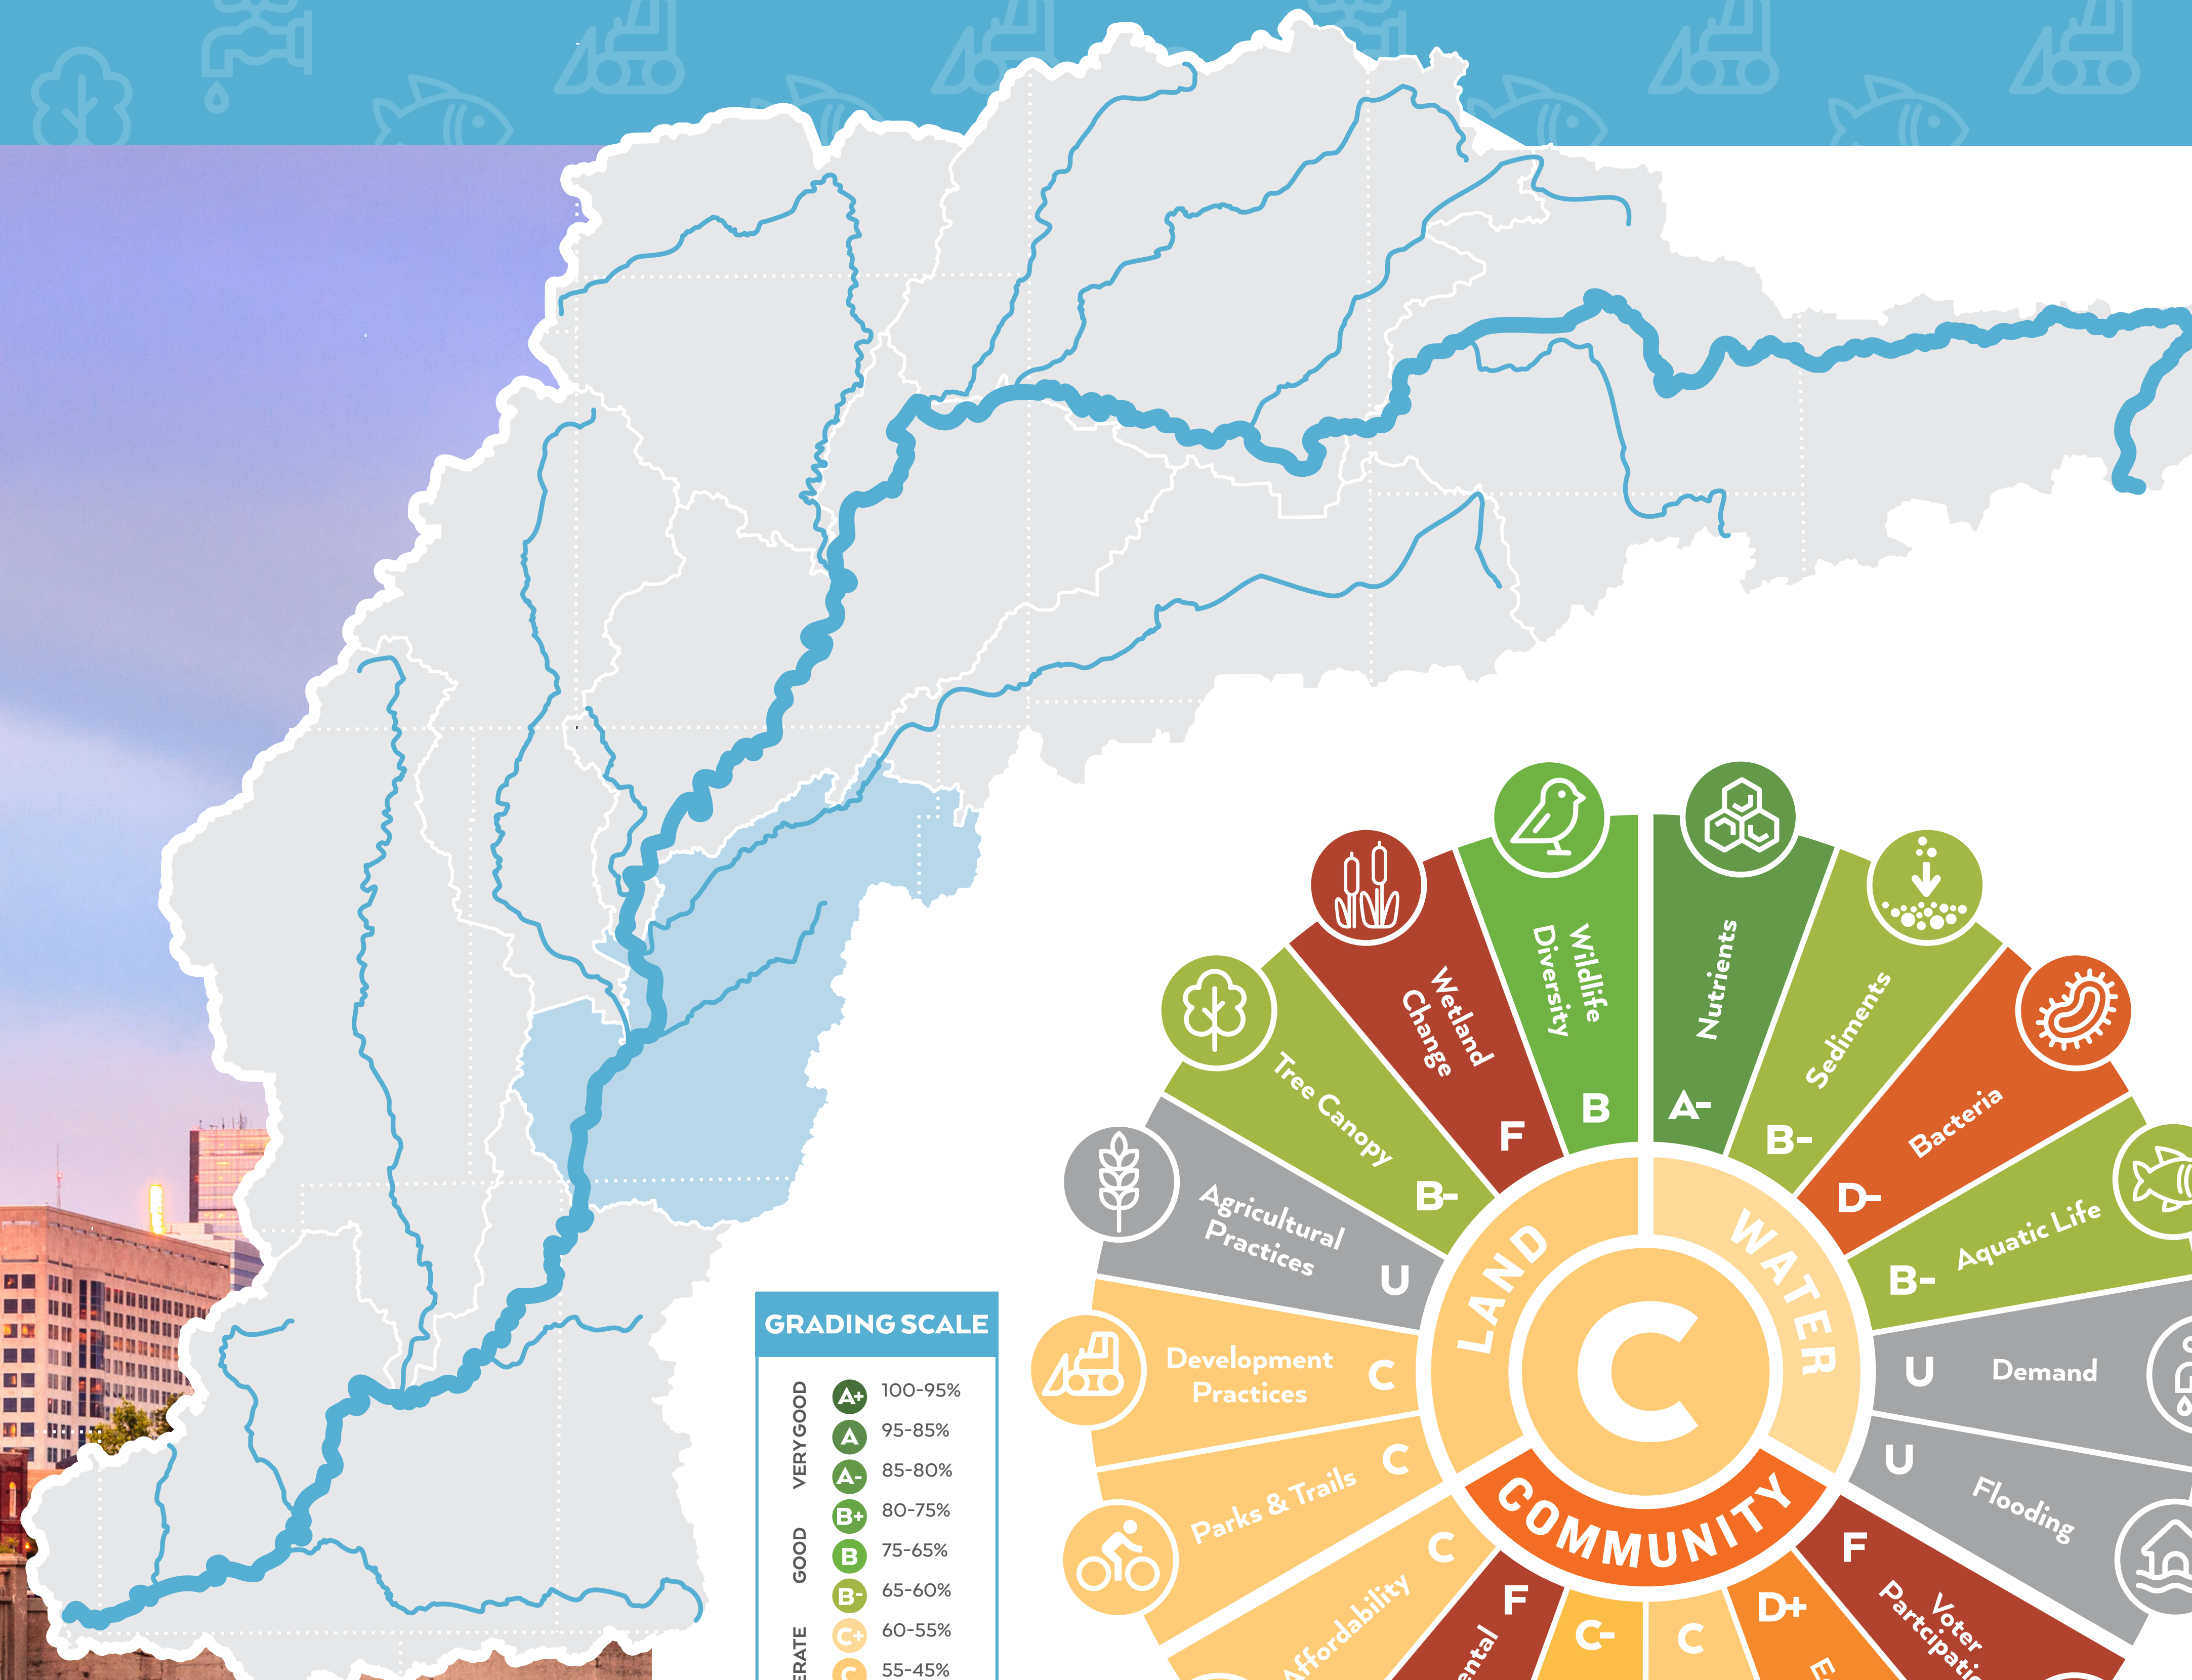 Wildlife
Diversity
B
Nutrients
A-
Sediments
B-
Bacteria
D-
Aquatic Life
B-
Demand
U
Flooding
U
Wetland
Change
F
Tree Canopy
B-
Agricultural
Practices
U
Development
Practices
C
Parks & Trails
C
LAND
WATER
COMMUNITY
C
Affordability
C
F
C-
C
D+
F
Voter
GRADING SCALE
VERY GOOD
A+ 100-95%
A 95-85%
A- 85-80%
GOOD
B+ 80-75%
B 75-65%
B- 65-60%
C+ 60-55%
C 55-45%